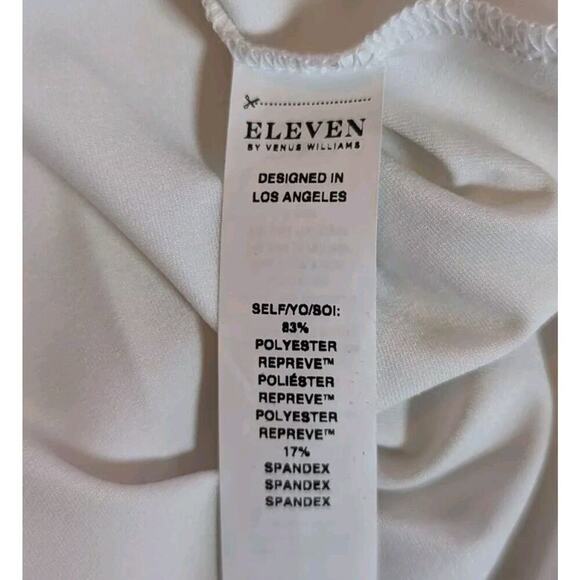 ELEVEN
BY VENUS WILLIAMS
DESIGNED IN
LOS ANGELES
SELF/YO/SOI:
83%
POLYESTER
REPREVE™
POLIÉSTER
REPREVE™
POLYESTER
REPREVE™
17%
SPANDEX
SPANDEX
SPANDEX